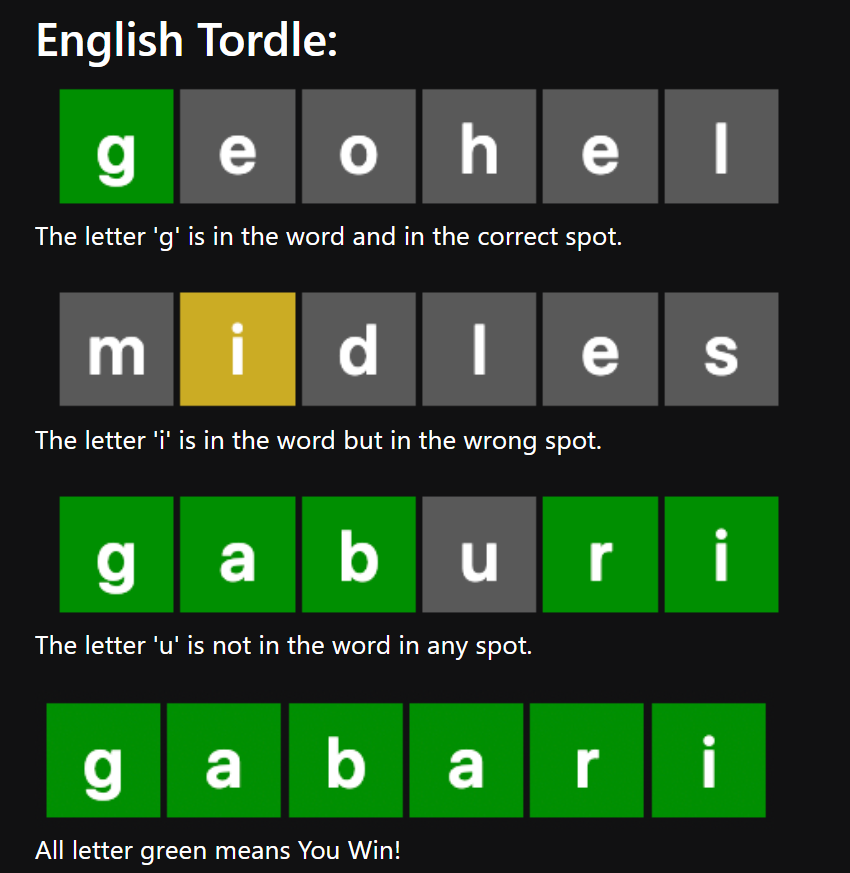 English Tordle:
g e o h e l
The letter 'g' is in the word and in the correct spot.
m i d l e s
The letter 'i' is in the word but in the wrong spot.
g a b u r i
The letter 'u' is not in the word in any spot.
g a b a r i
All letter green means You Win!